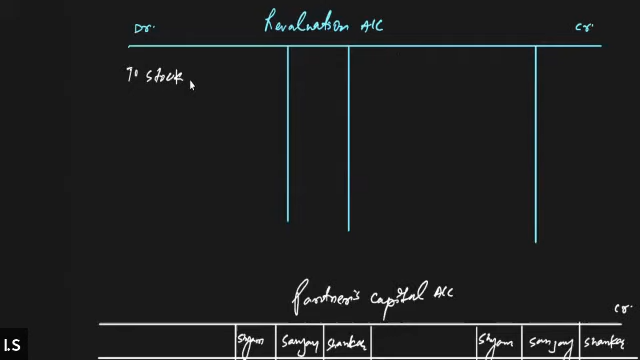 Dr. Revaluation A/C Cr.
To stock
Partner's capital A/C
Cr.
Shyam Sanjay Shankar Shyam Sanjay Shankar
I.S